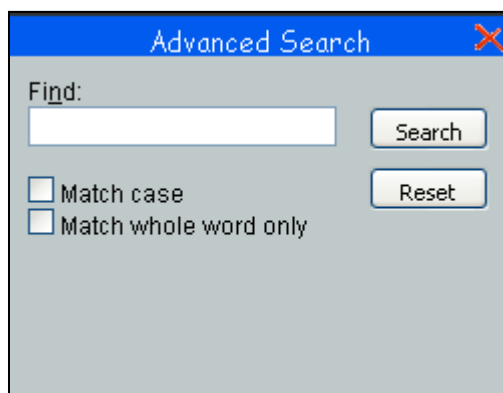 Advanced Search
Find:
Search
Match case
Reset
Match whole word only